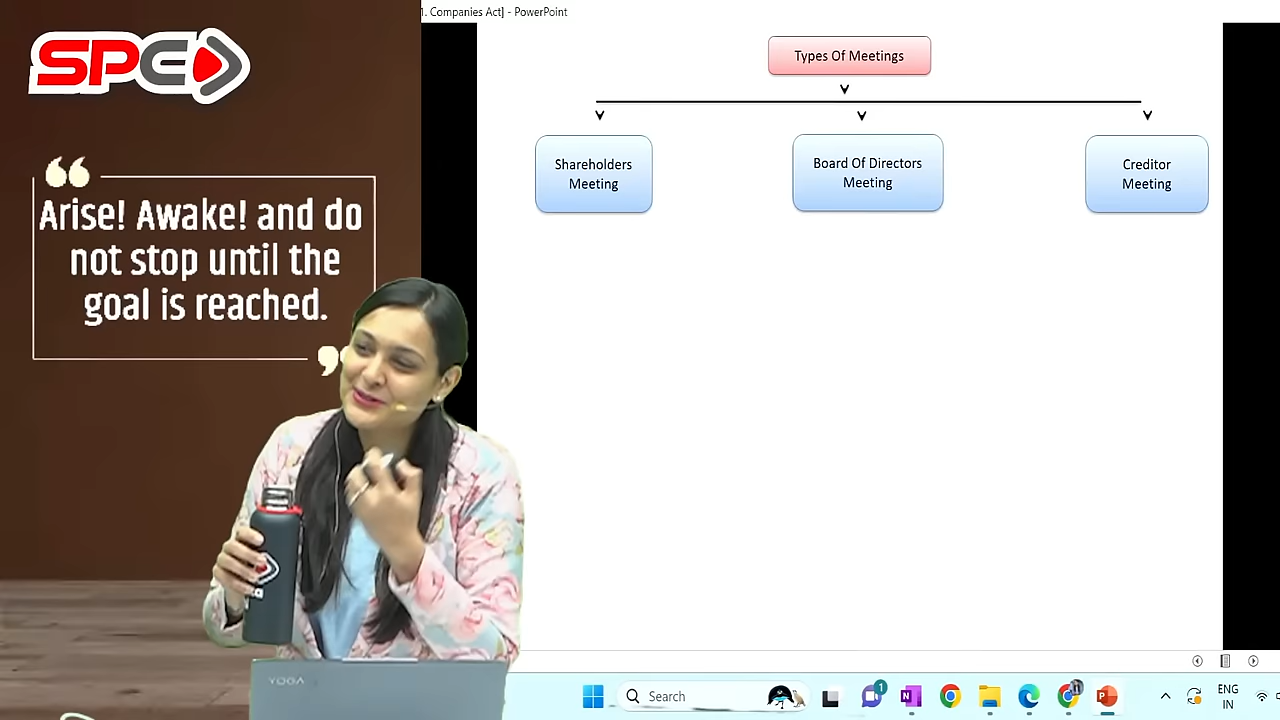 1. Companies Act] - PowerPoint
SPE
Types Of Meetings
Shareholders
Meeting
Board Of Directors
Meeting
Creditor
Meeting
Arise! Awake! and do
not stop until the
goal is reached.
YOGA
Search
1
ENG
IN